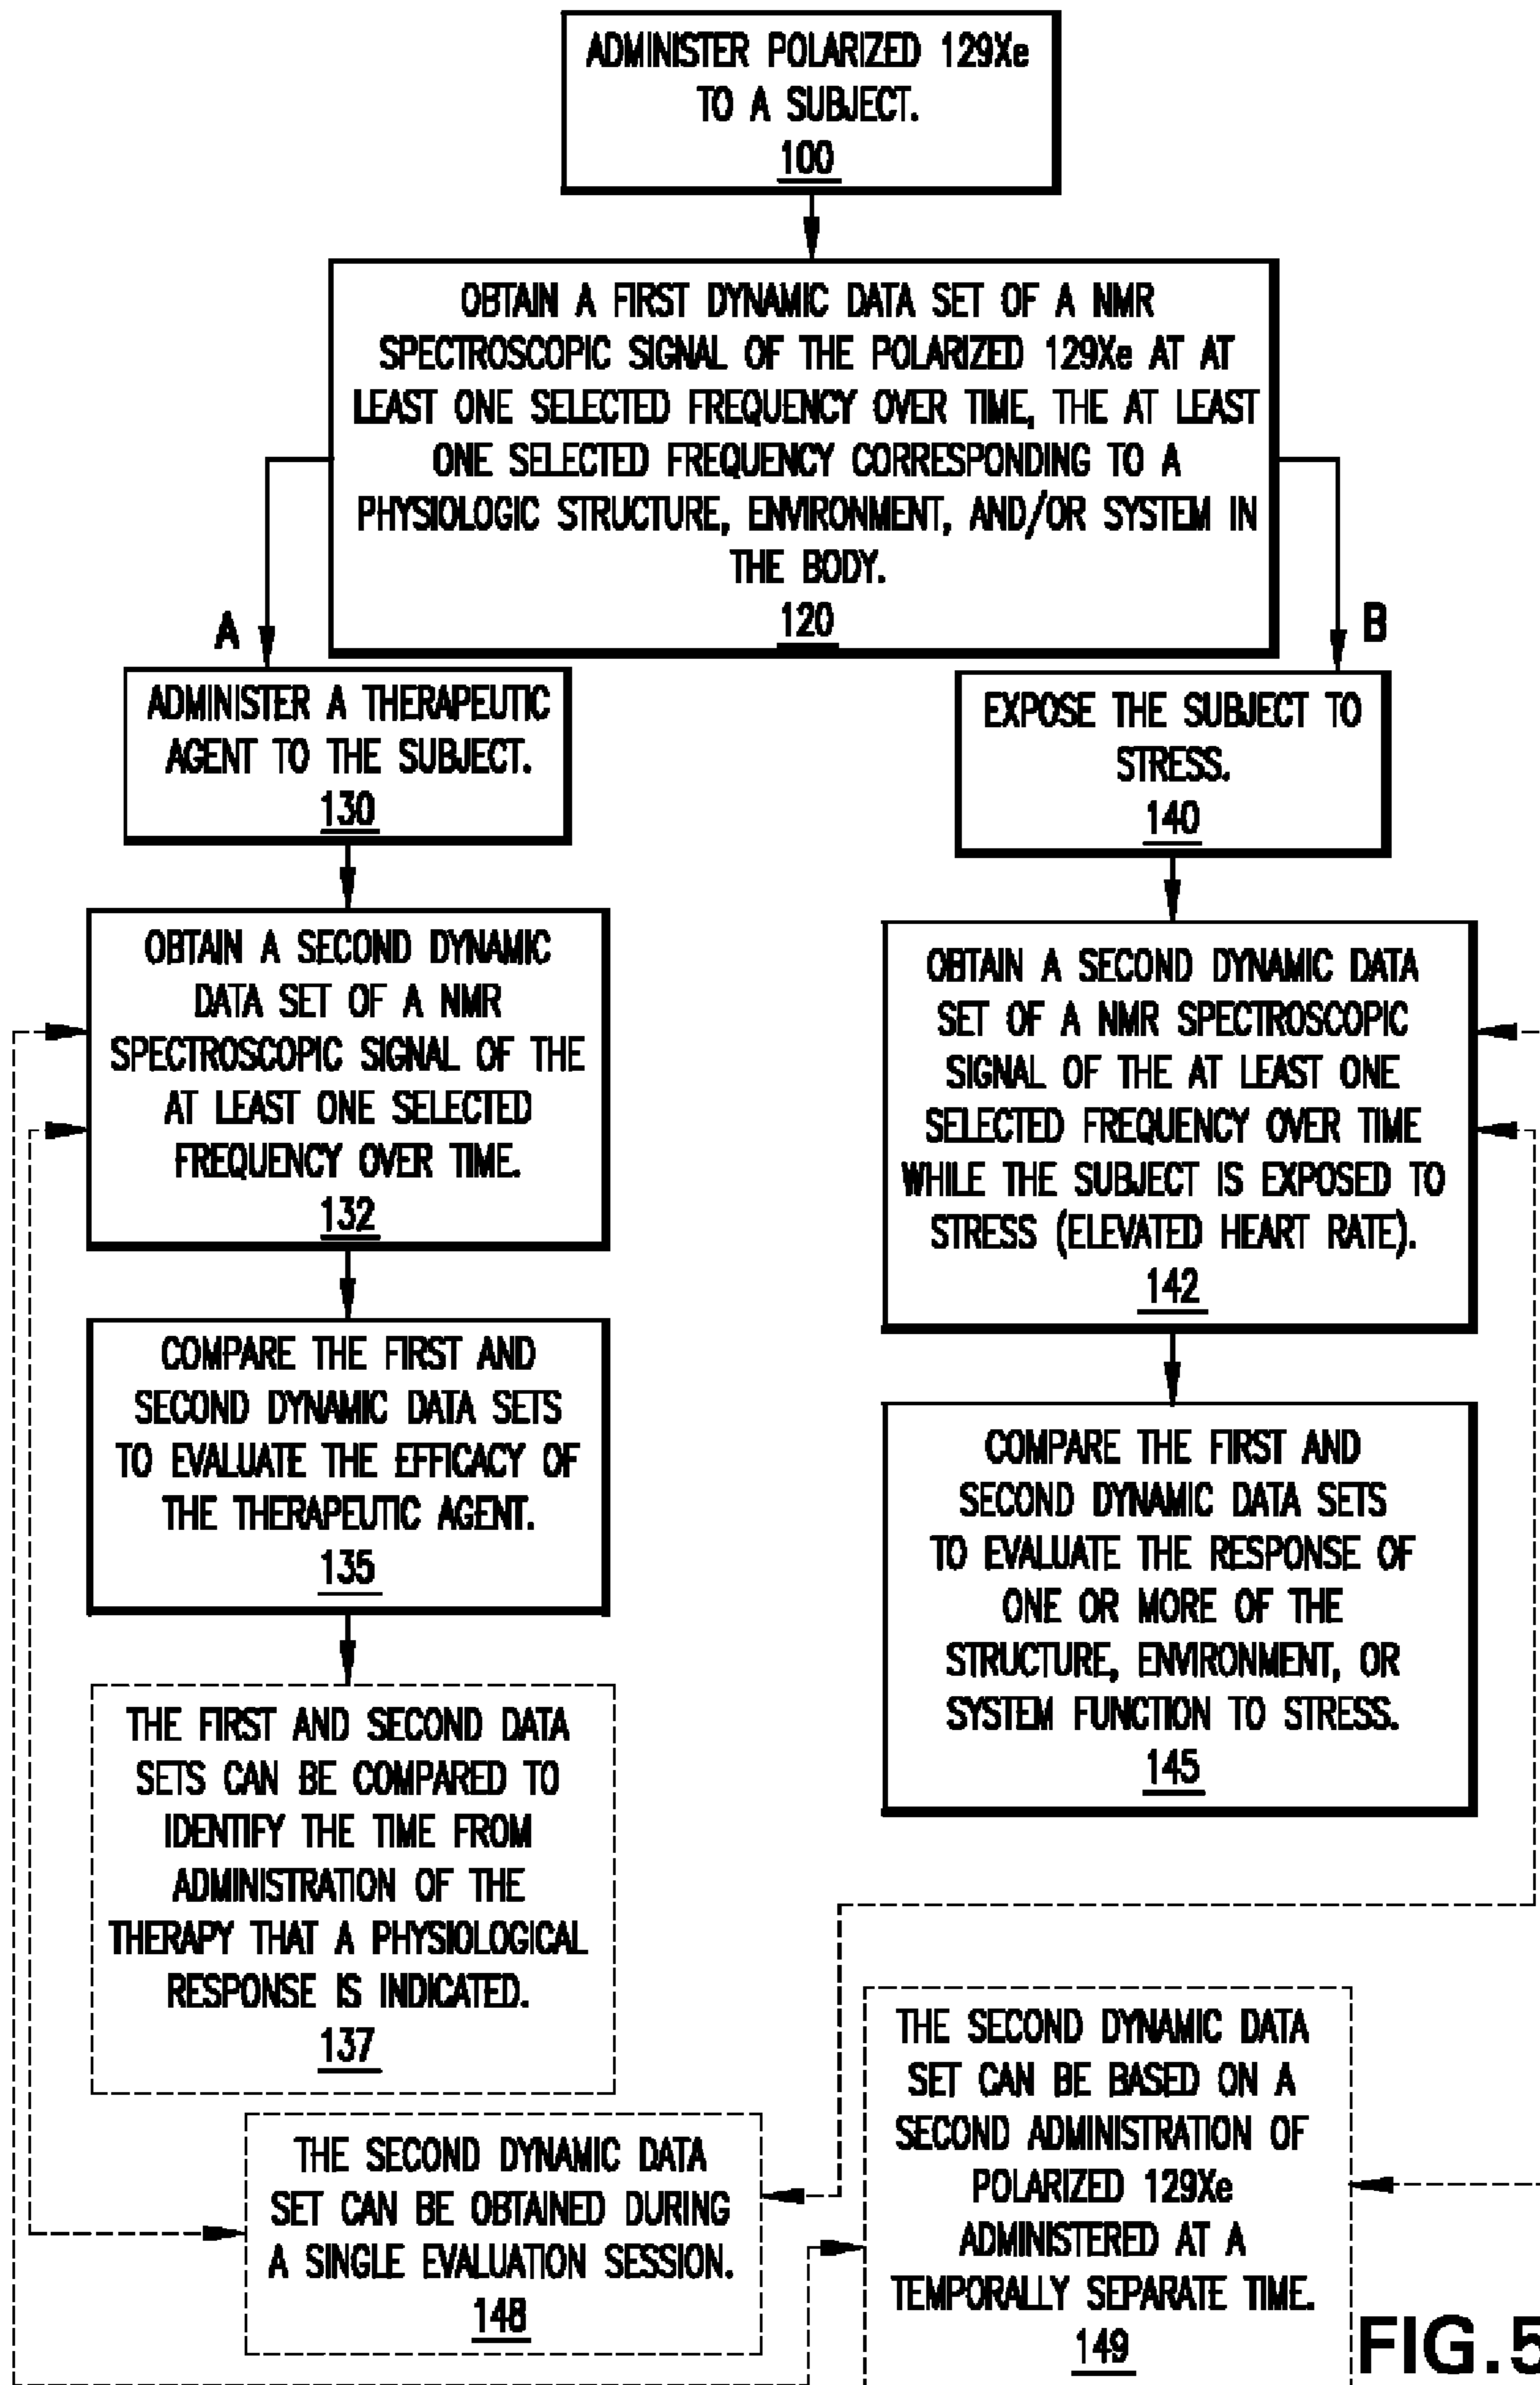 ADMINISTER POLARIZED 129Xe
TO A SUBJECT.
100
OBTAIN A FIRST DYNAMIC DATA SET OF A NMR
SPECTROSCOPIC SIGNAL OF THE POLARIZED 129Xe AT AT
LEAST ONE SELECTED FREQUENCY OVER TIME, THE AT LEAST
ONE SELECTED FREQUENCY CORRESPONDING TO A
PHYSIOLOGIC STRUCTURE, ENVIRONMENT, AND/OR SYSTEM IN
THE BODY.
120
A
B
ADMINISTER A THERAPEUTIC
AGENT TO THE SUBJECT.
130
OBTAIN A SECOND DYNAMIC
DATA SET OF A NMR
SPECTROSCOPIC SIGNAL OF THE
AT LEAST ONE SELECTED
FREQUENCY OVER TIME.
132
COMPARE THE FIRST AND
SECOND DYNAMIC DATA SETS
TO EVALUATE THE EFFICACY OF
THE THERAPEUTIC AGENT.
135
THE FIRST AND SECOND DATA
SETS CAN BE COMPARED TO
IDENTIFY THE TIME FROM
ADMINISTRATION OF THE
THERAPY THAT A PHYSIOLOGICAL
RESPONSE IS INDICATED.
137
EXPOSE THE SUBJECT TO
STRESS.
140
OBTAIN A SECOND DYNAMIC DATA
SET OF A NMR SPECTROSCOPIC
SIGNAL OF THE AT LEAST ONE
SELECTED FREQUENCY OVER TIME
WHILE THE SUBJECT IS EXPOSED TO
STRESS (ELEVATED HEART RATE).
142
COMPARE THE FIRST AND
SECOND DYNAMIC DATA SETS
TO EVALUATE THE RESPONSE OF
ONE OR MORE OF THE
STRUCTURE, ENVIRONMENT, OR
SYSTEM FUNCTION TO STRESS.
145
THE SECOND DYNAMIC DATA
SET CAN BE OBTAINED DURING
A SINGLE EVALUATION SESSION.
148
THE SECOND DYNAMIC DATA
SET CAN BE BASED ON A
SECOND ADMINISTRATION OF
POLARIZED 129Xe
ADMINISTERED AT A
TEMPORALLY SEPARATE TIME.
149
FIG.5